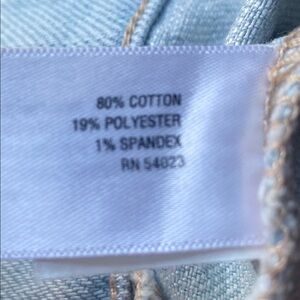 80% COTTON
19% POLYESTER
1% SPANDEX
RN 54023